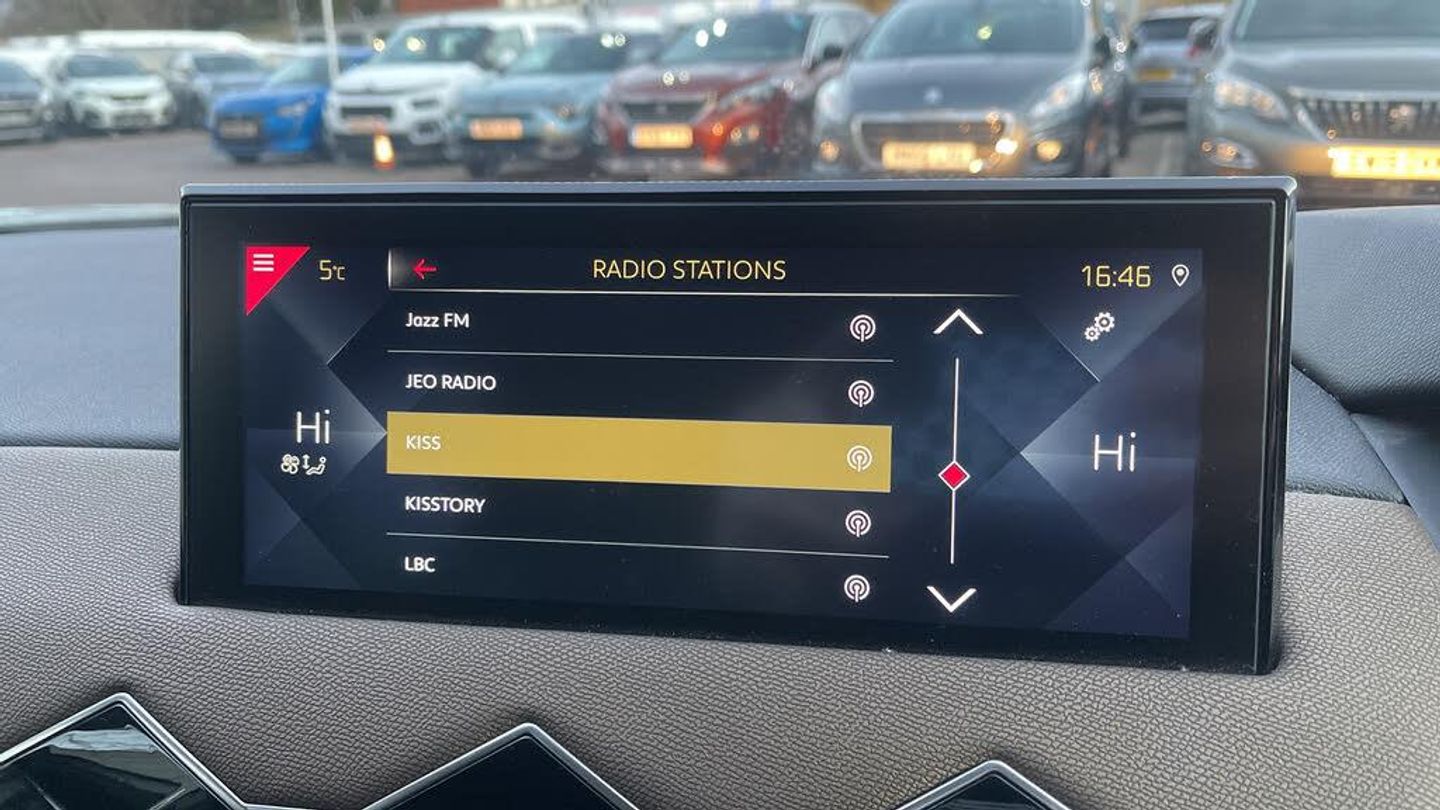 5°C
RADIO STATIONS
16:46
Jazz FM
JEO RADIO
KISS
KISSTORY
LBC
Hi
Hi